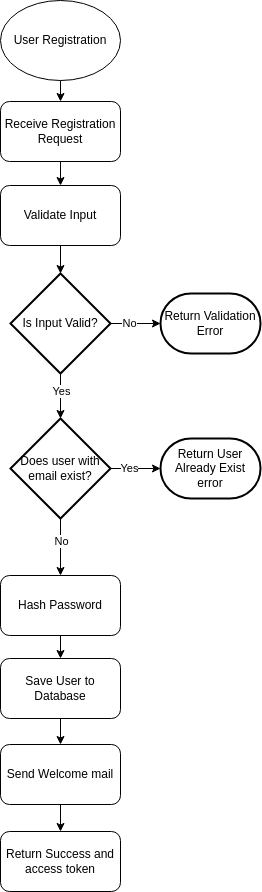 User Registration
Receive Registration
Request
Validate Input
Is Input Valid?
No
Return Validation
Error
Yes
Does user with
email exist?
Yes
Return User
Already Exist
error
No
Hash Password
Save User to
Database
Send Welcome mail
Return Success and
access token